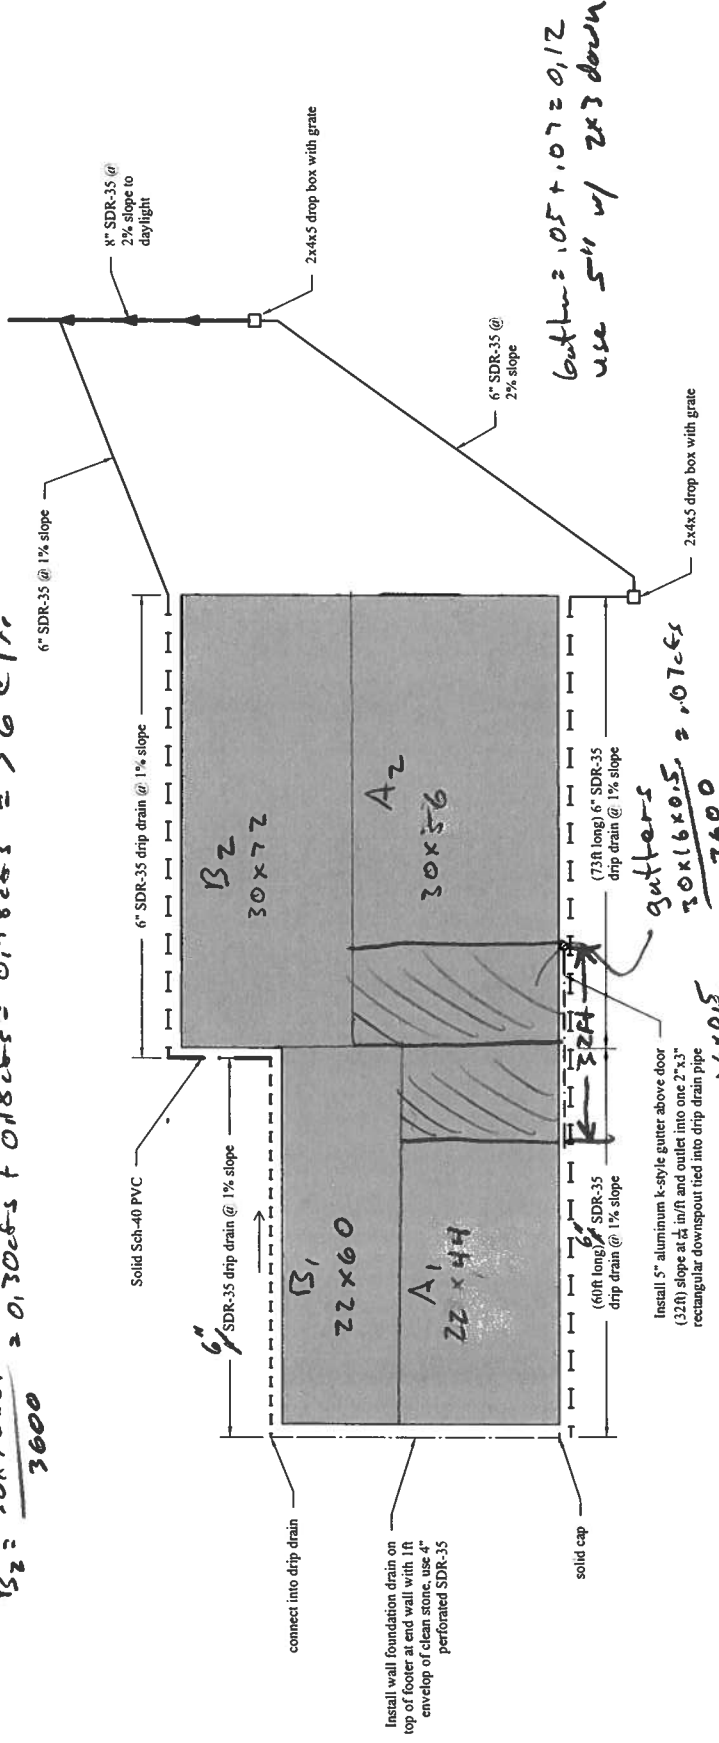 3600
= 0.30cfs + 0.18cfs = 0.48cfs => 6" @ 1%
6" SDR-35 @ 1% slope
8" SDR-35 @
2% slope to
daylight
2x4x5 drop box with grate
6" SDR-35 drip drain @ 1% slope
Solid Sch-40 PVC
6" SDR-35 drip drain @ 1% slope
connect into drip drain
B2
30x72
B1
22x60
A2
30x56
A1
22x44
6" SDR-35 @
2% slope
Gutter = .05 + .07 = 0.12
use 5" w/ 2x3 down
Install wall foundation drain on
top of footer at end wall with 1ft
envelop of clean stone, use 4"
perforated SDR-35
solid cap
32ft
(60ft long) 6" SDR-35
drip drain @ 1% slope
(73ft long) 6" SDR-35
drip drain @ 1% slope
2x4x5 drop box with grate
Install 5" aluminum k-style gutter above door
(32ft) slope at in/ft and outlet into one 2"x3"
rectangular downspout tied into drip drain pipe
gutters
30x16x0.5 = .07cfs
3600